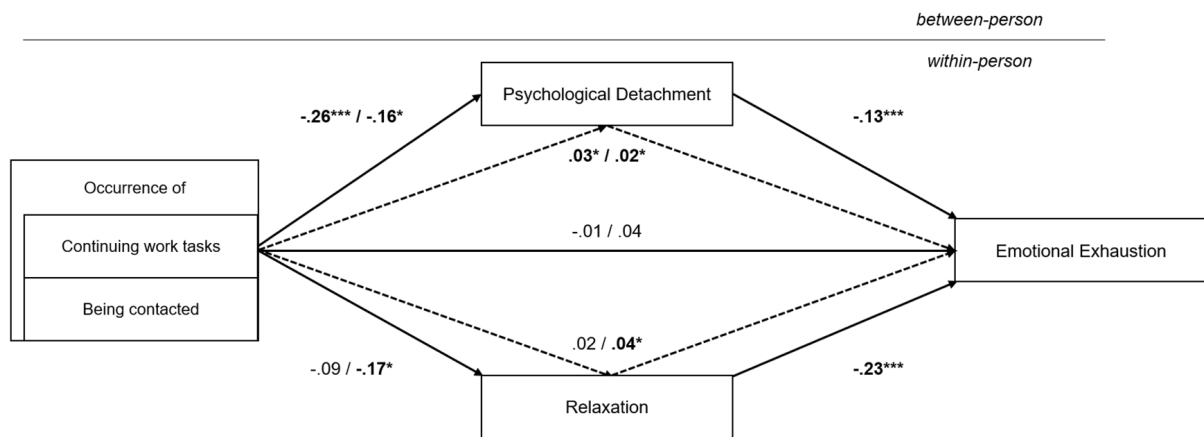 between-person
within-person
Psychological Detachment
-.26*** / -.16*
-.13***
.03* / .02*
Occurrence of
Continuing work tasks
Being contacted
-.01 / .04
Emotional Exhaustion
.02 / .04*
-.09 / -.17*
-.23***
Relaxation